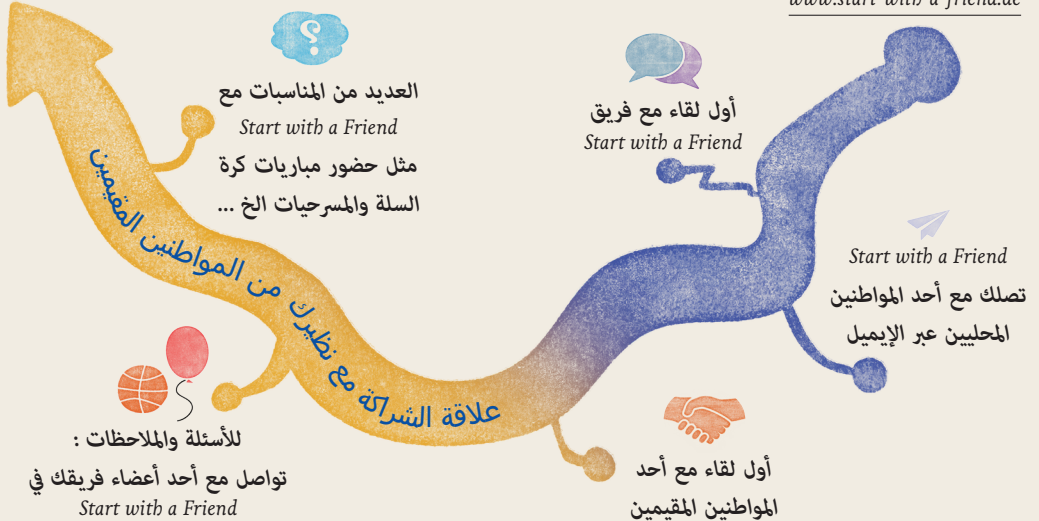 www.start-with-a-friend.de
أول لقاء مع فريق
Start with a Friend
Start with a Friend
تصلك مع أحد المواطنين
المحليين عبر الإيميل
أول لقاء مع أحد
المواطنين المقيمين
علاقة الشراكة مع نظيرك من المواطنين المقيمين
العديد من المناسبات مع
Start with a Friend
مثل حضور مباريات كرة
السلة والمسرحيات الخ ...
؟
للأسئلة والملاحظات :
تواصل مع أحد أعضاء فريقك في
Start with a Friend